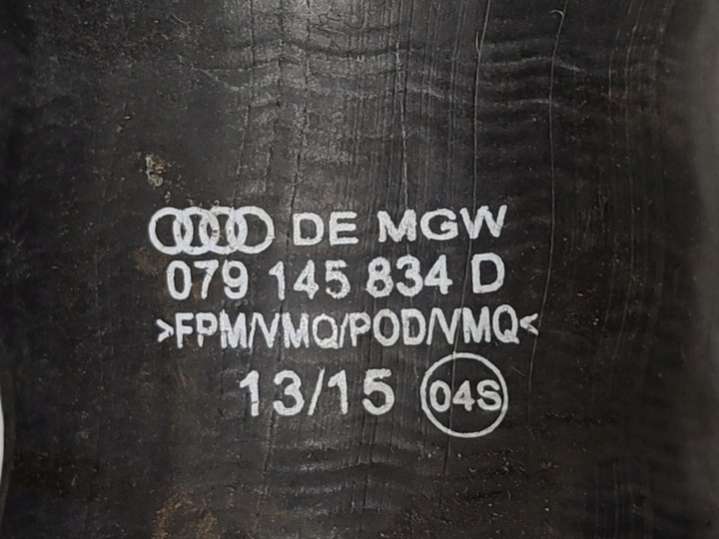 DE MGW
079 145 834 D
>FPM/VMQ/POD/VMQ<
13/15 04S